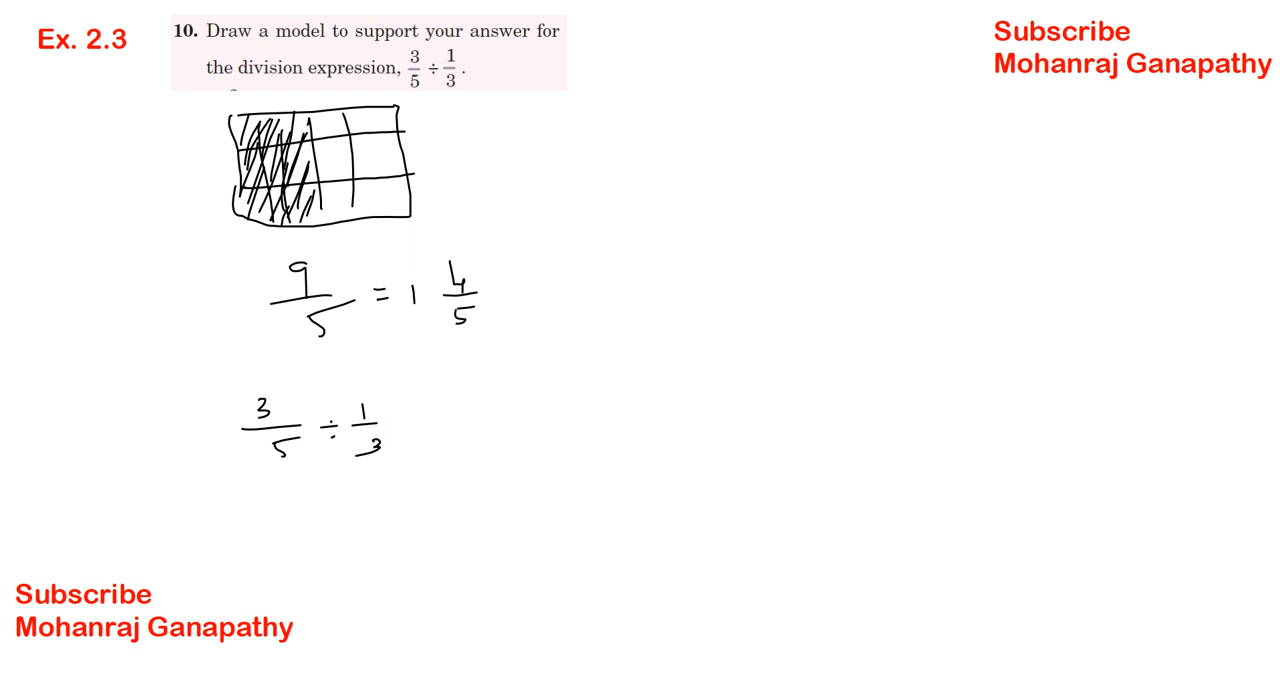 Ex. 2.3
10. Draw a model to support your answer for
the division expression, 3/5 ÷ 1/3 .
Subscribe
Mohanraj Ganapathy
9/5 = 1 4/5
3/5 ÷ 1/3
Subscribe
Mohanraj Ganapathy